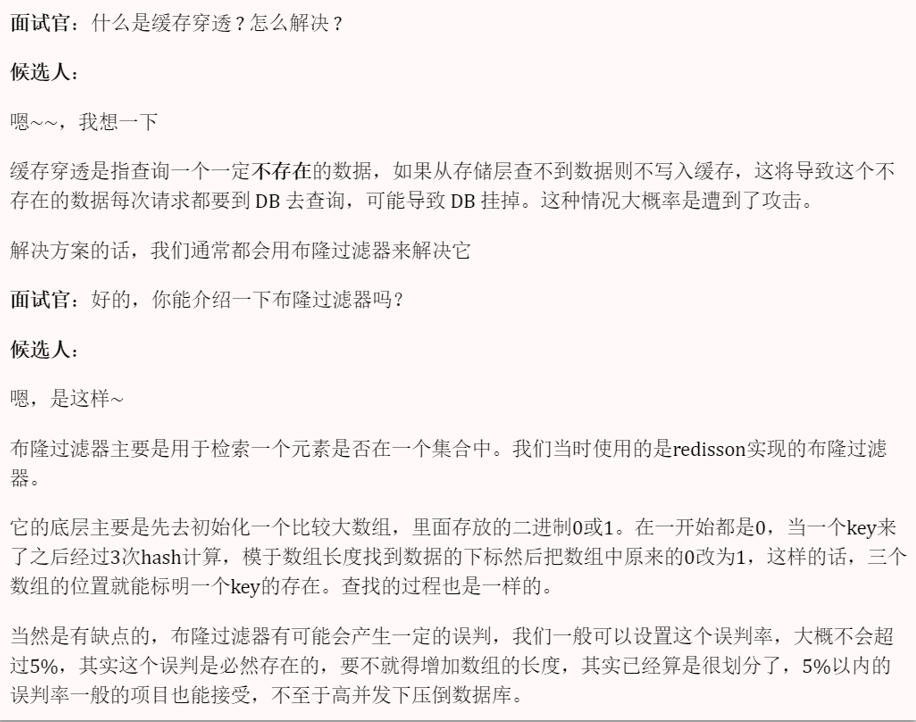 面试官：什么是缓存穿透？怎么解决？
候选人：
嗯~~，我想一下
缓存穿透是指查询一个一定不存在的数据，如果从存储层查不到数据则不写入缓存，这将导致这个不
存在的数据每次请求都要到 DB 去查询，可能导致 DB 挂掉。这种情况大概率是遭到了攻击。
解决方案的话，我们通常都会用布隆过滤器来解决它
面试官：好的，你能介绍一下布隆过滤器吗？
候选人：
嗯，是这样~
布隆过滤器主要是用于检索一个元素是否在一个集合中。我们当时使用的是redisson实现的布隆过滤
器。
它的底层主要是先去初始化一个比较大数组，里面存放的二进制0或1。在一开始都是0，当一个key来
了之后经过3次hash计算，模于数组长度找到数据的下标然后把数组中原来的0改为1，这样的话，三个
数组的位置就能标明一个key的存在。查找的过程也是一样的。
当然是有缺点的，布隆过滤器有可能会产生一定的误判，我们一般可以设置这个误判率，大概不会超
过5%，其实这个误判是必然存在的，要不就得增加数组的长度，其实已经算是很划分了，5%以内的
误判率一般的项目也能接受，不至于高并发下压倒数据库。